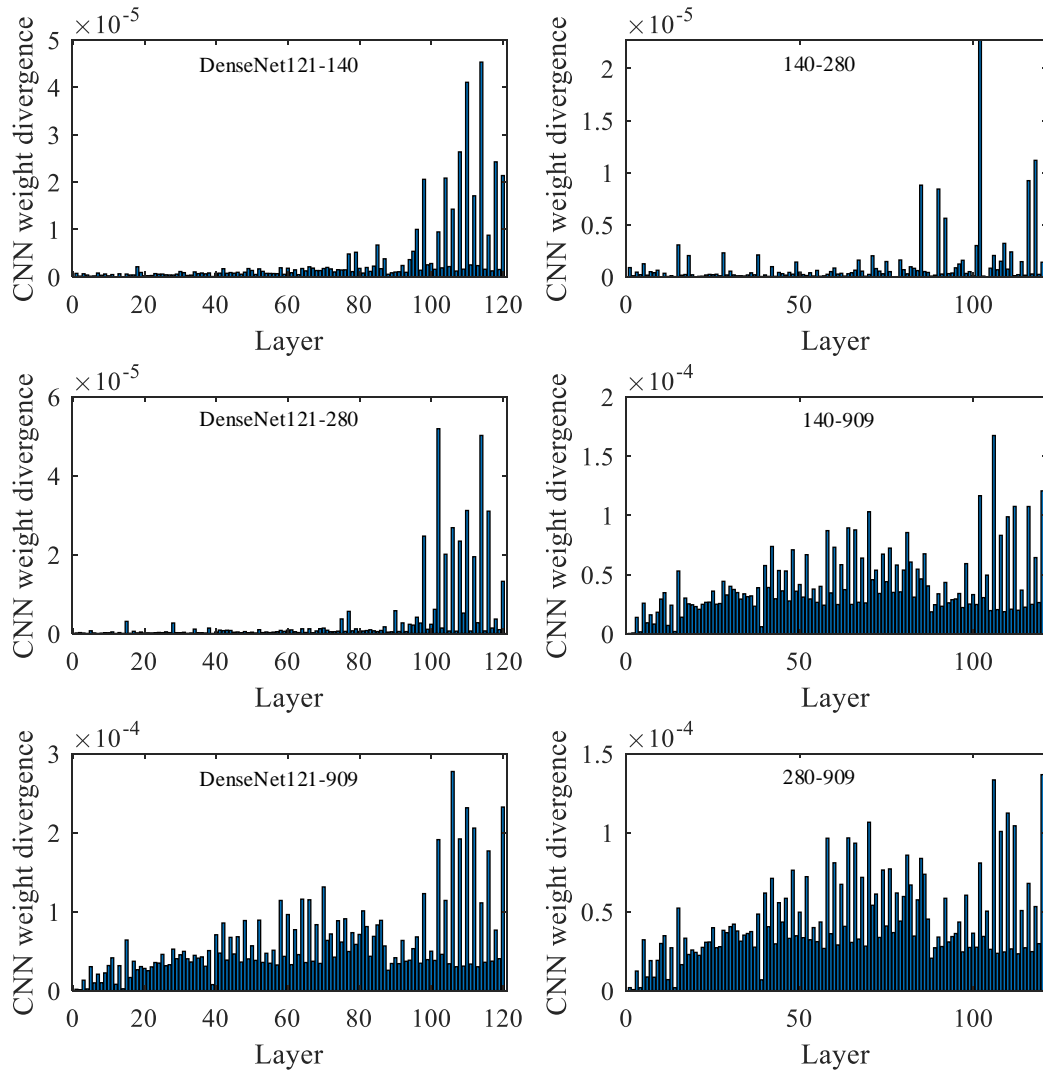 ×10-5
5
4
3
2
1
0
CNN weight divergence
DenseNet121-140
0 20 40 60 80 100 120
Layer
×10-5
2
1.5
1
0.5
0
CNN weight divergence
140-280
0 50 100
Layer
×10-5
6
4
2
0
CNN weight divergence
DenseNet121-280
0 20 40 60 80 100 120
Layer
×10-4
2
1.5
1
0.5
0
CNN weight divergence
140-909
0 50 100
Layer
×10-4
3
2
1
0
CNN weight divergence
DenseNet121-909
0 20 40 60 80 100 120
Layer
×10-4
1.5
1
0.5
0
CNN weight divergence
280-909
0 50 100
Layer